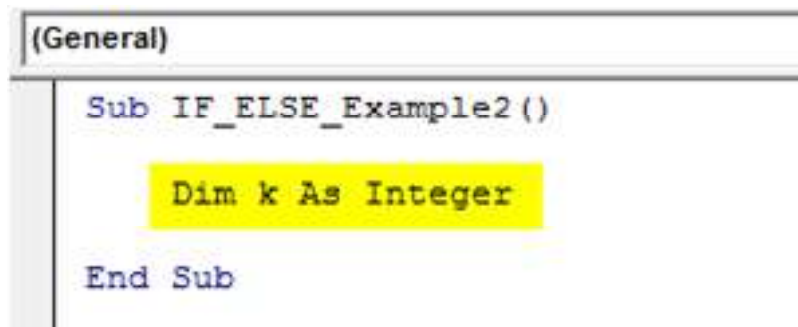 (General)
Sub IF_ELSE_Example2()
Dim k As Integer
End Sub